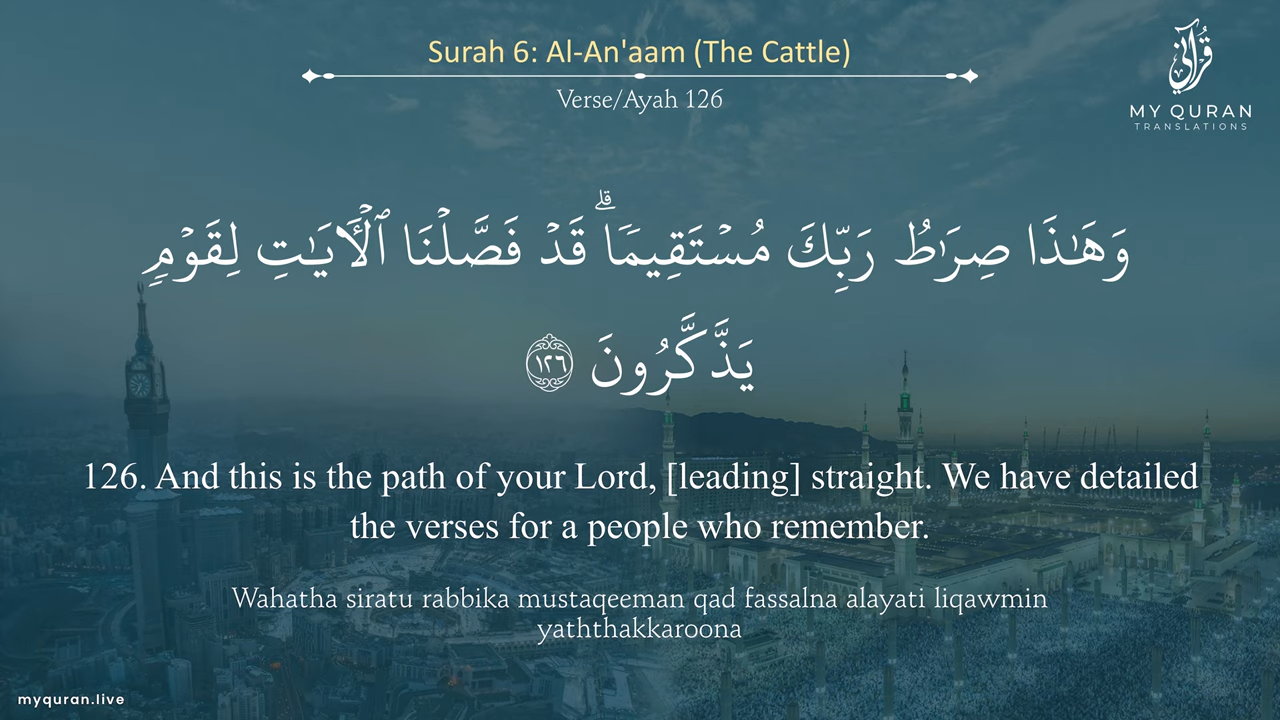 Surah 6: Al-An'aam (The Cattle)
Verse/Ayah 126
قرآني
MY QURAN
TRANSLATIONS
وَهَـٰذَا صِرَٰطُ رَبِّكَ مُسْتَقِيمًا ۗ قَدْ فَصَّلْنَا ٱلْـَٔايَـٰتِ لِقَوْمٍ
يَذَّكَّرُونَ ١٢٦
126. And this is the path of your Lord, [leading] straight. We have detailed
the verses for a people who remember.
Wahatha siratu rabbika mustaqeeman qad fassalna alayati liqawmin
yaththakkaroona
myquran.live